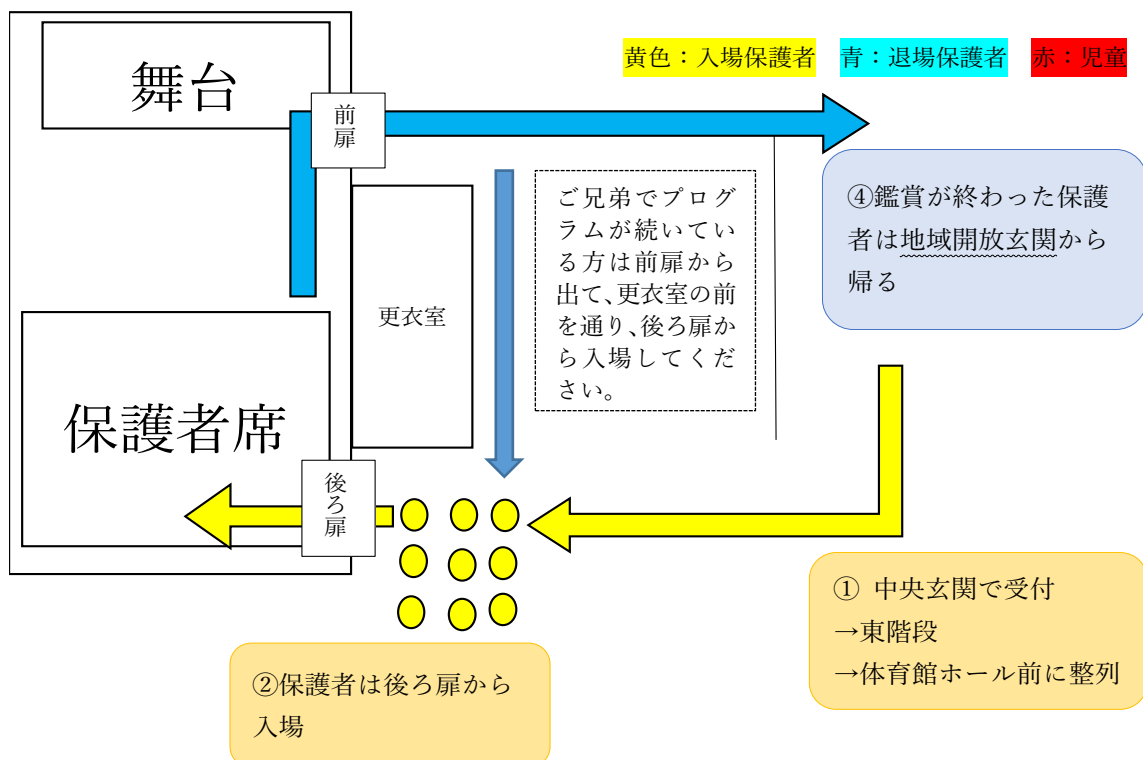 舞台
前扉
黄色：入場保護者
青：退場保護者
赤：児童
ご兄弟でプログ
ラムが続いてい
る方は前扉から
出て、更衣室の前
を通り、後ろ扉か
ら入場してくだ
さい。
④鑑賞が終わった保護
者は地域開放玄関から
帰る
更衣室
保護者席
後ろ扉
① 中央玄関で受付
→東階段
→体育館ホール前に整列
②保護者は後ろ扉から
入場